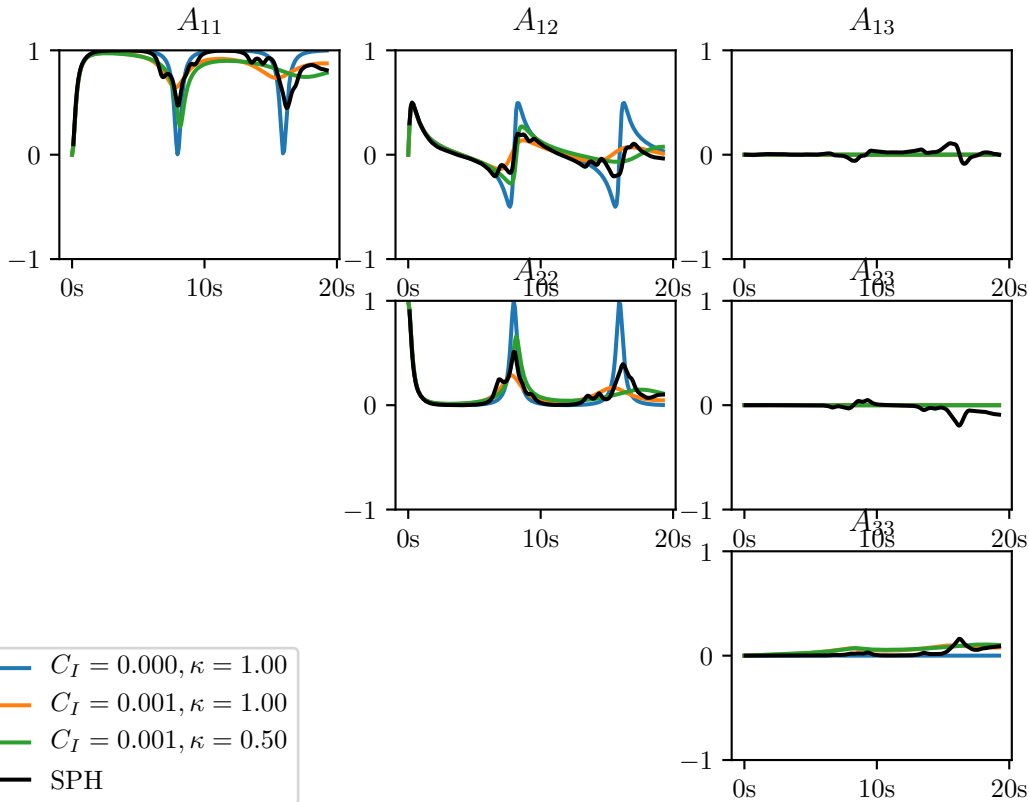 A₁₁ A₁₂ A₁₃
1 1 1
0 0 0
−1 −1 −1
0s 10s 20s 0s 10s 20s 0s 10s 20s
A₂₂ A₂₃
1 1
0 0
−1 −1
0s 10s 20s 0s 10s 20s
A₃₃
1
0
−1
0s 10s 20s
C_I = 0.000, κ = 1.00
C_I = 0.001, κ = 1.00
C_I = 0.001, κ = 0.50
SPH